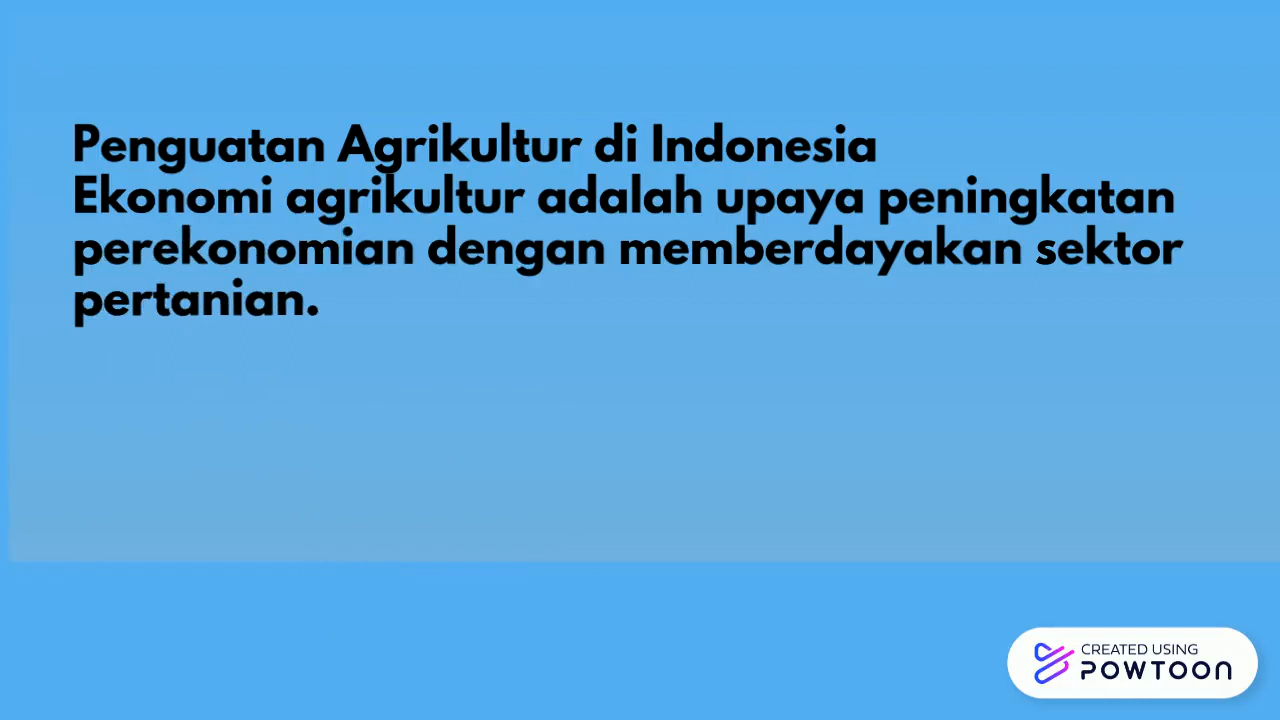 Penguatan Agrikultur di Indonesia
Ekonomi agrikultur adalah upaya peningkatan
perekonomian dengan memberdayakan sektor
pertanian.
CREATED USING
POWTOON